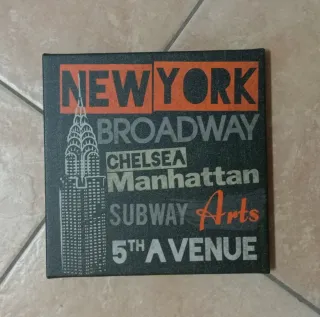 NEW YORK
BROADWAY
CHELSEA
Manhattan
SUBWAY Arts
5TH AVENUE